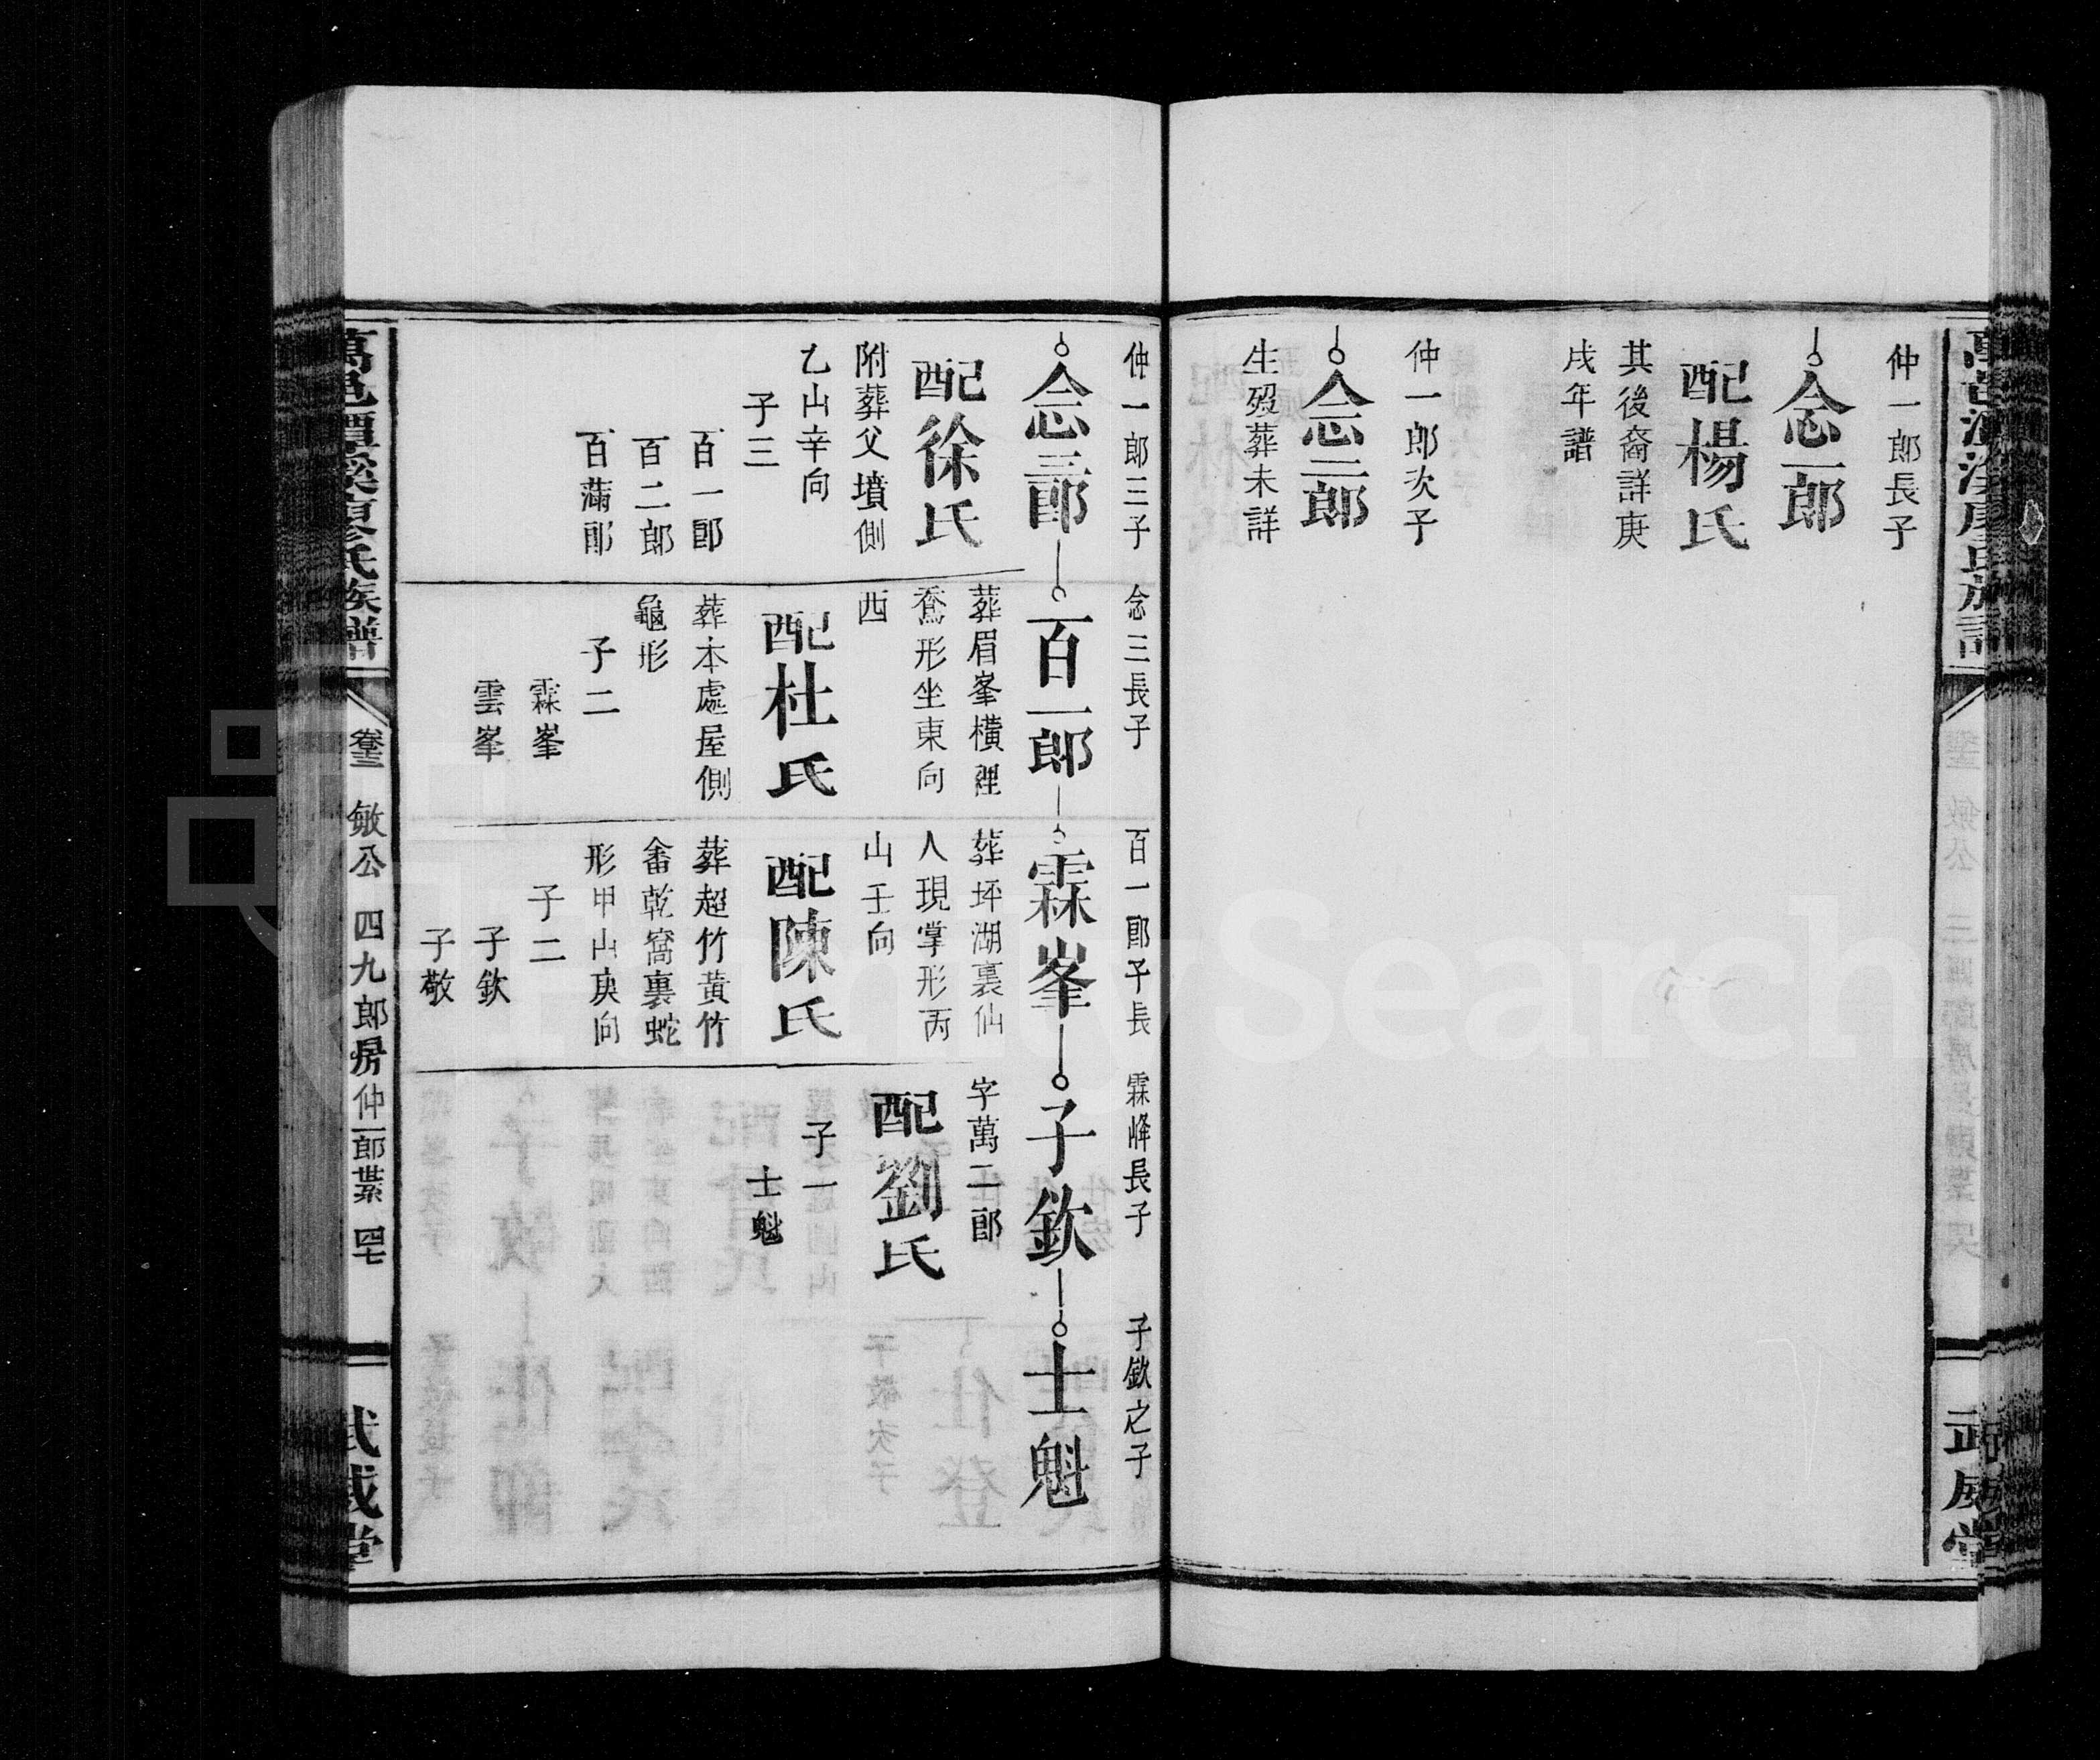 仲一郎長子
念一郎
配楊氏
其後裔詳庚
戌年譜
仲一郎次子
念二郎
生歿葬未詳
仲一郎三子
念三郎
配徐氏
附葬父墳側
乙山辛向
子三
百一郎
百二郎
百滿郎
念三長子
百一郎
葬眉峯橫裡
形坐東向
西
配杜氏
葬本處屋側
龜形
子二
霖峯
雲峯
百一郎子長
霖峯
葬坪湖裏仙
人現掌形丙
山壬向
配陳氏
葬超竹黃竹
畲乾窩裏蛇
形甲山庚向
子二
子欽
子敬
霖峰長子
子欽
字萬二郎
配劉氏
子一
士魁
子欽之子
士魁
萬邑潭溪廖氏族譜
敏公 四九郎房仲一郎業 四七
武威堂
FamilySearch